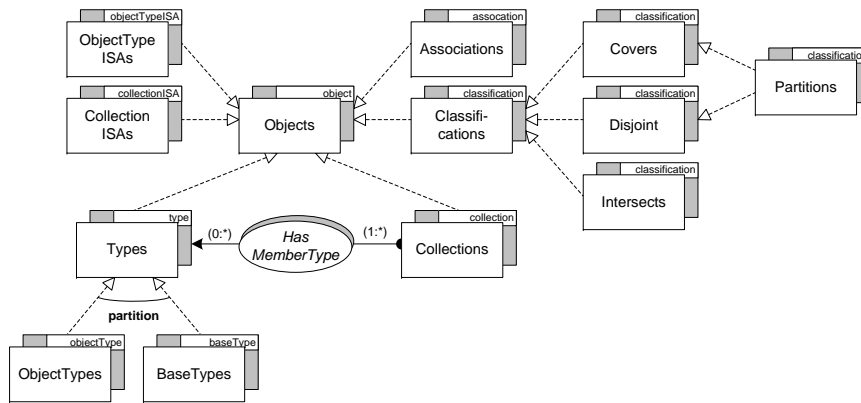 objectTypeISA
ObjectType
ISAs
assocation
Associations
classification
Covers
classification
Partitions
collectionISA
Collection
ISAs
object
Objects
classification
Classifi-
cations
classification
Disjoint
classification
Intersects
type
Types
(0:*)
Has
MemberType
(1:*)
collection
Collections
partition
objectType
ObjectTypes
baseType
BaseTypes